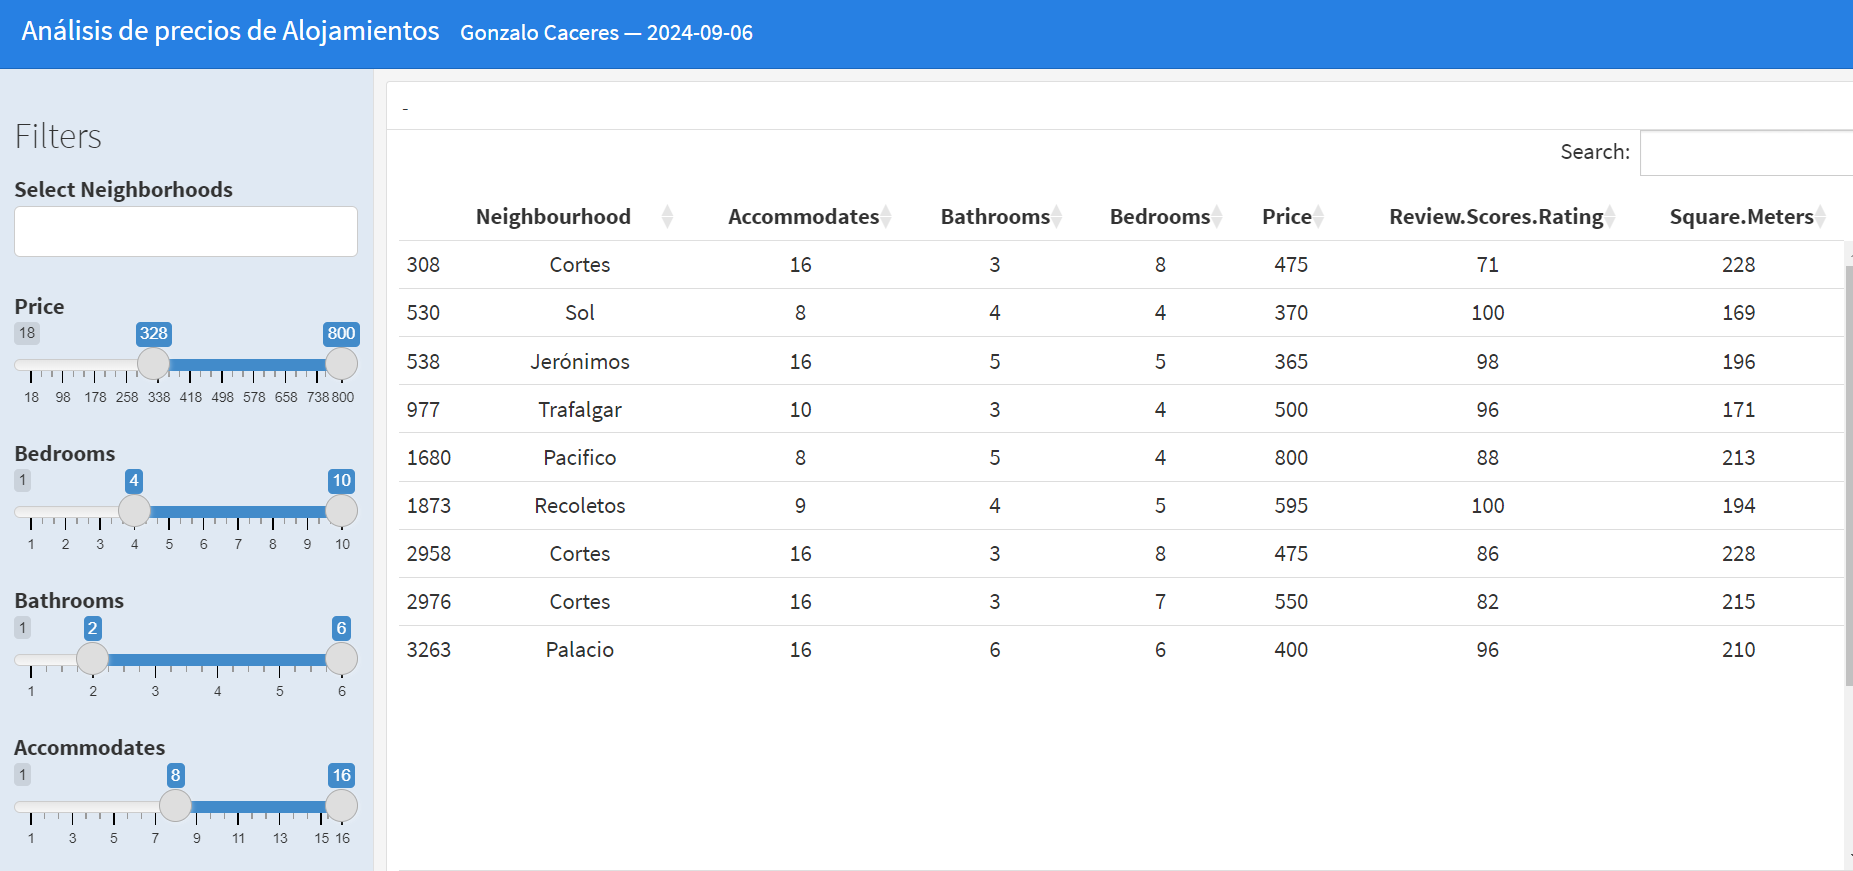 Análisis de precios de Alojamientos Gonzalo Caceres — 2024-09-06
Filters
Select Neighborhoods
Price
18 328 800
18 98 178 258 338 418 498 578 658 738 800
Bedrooms
1 4 10
1 2 3 4 5 6 7 8 9 10
Bathrooms
1 2 6
1 2 3 4 5 6
Accommodates
1 8 16
1 3 5 7 9 11 13 15 16
-
Search:
Neighbourhood Accommodates Bathrooms Bedrooms Price Review.Scores.Rating Square.Meters
308 Cortes 16 3 8 475 71 228
530 Sol 8 4 4 370 100 169
538 Jerónimos 16 5 5 365 98 196
977 Trafalgar 10 3 4 500 96 171
1680 Pacifico 8 5 4 800 88 213
1873 Recoletos 9 4 5 595 100 194
2958 Cortes 16 3 8 475 86 228
2976 Cortes 16 3 7 550 82 215
3263 Palacio 16 6 6 400 96 210